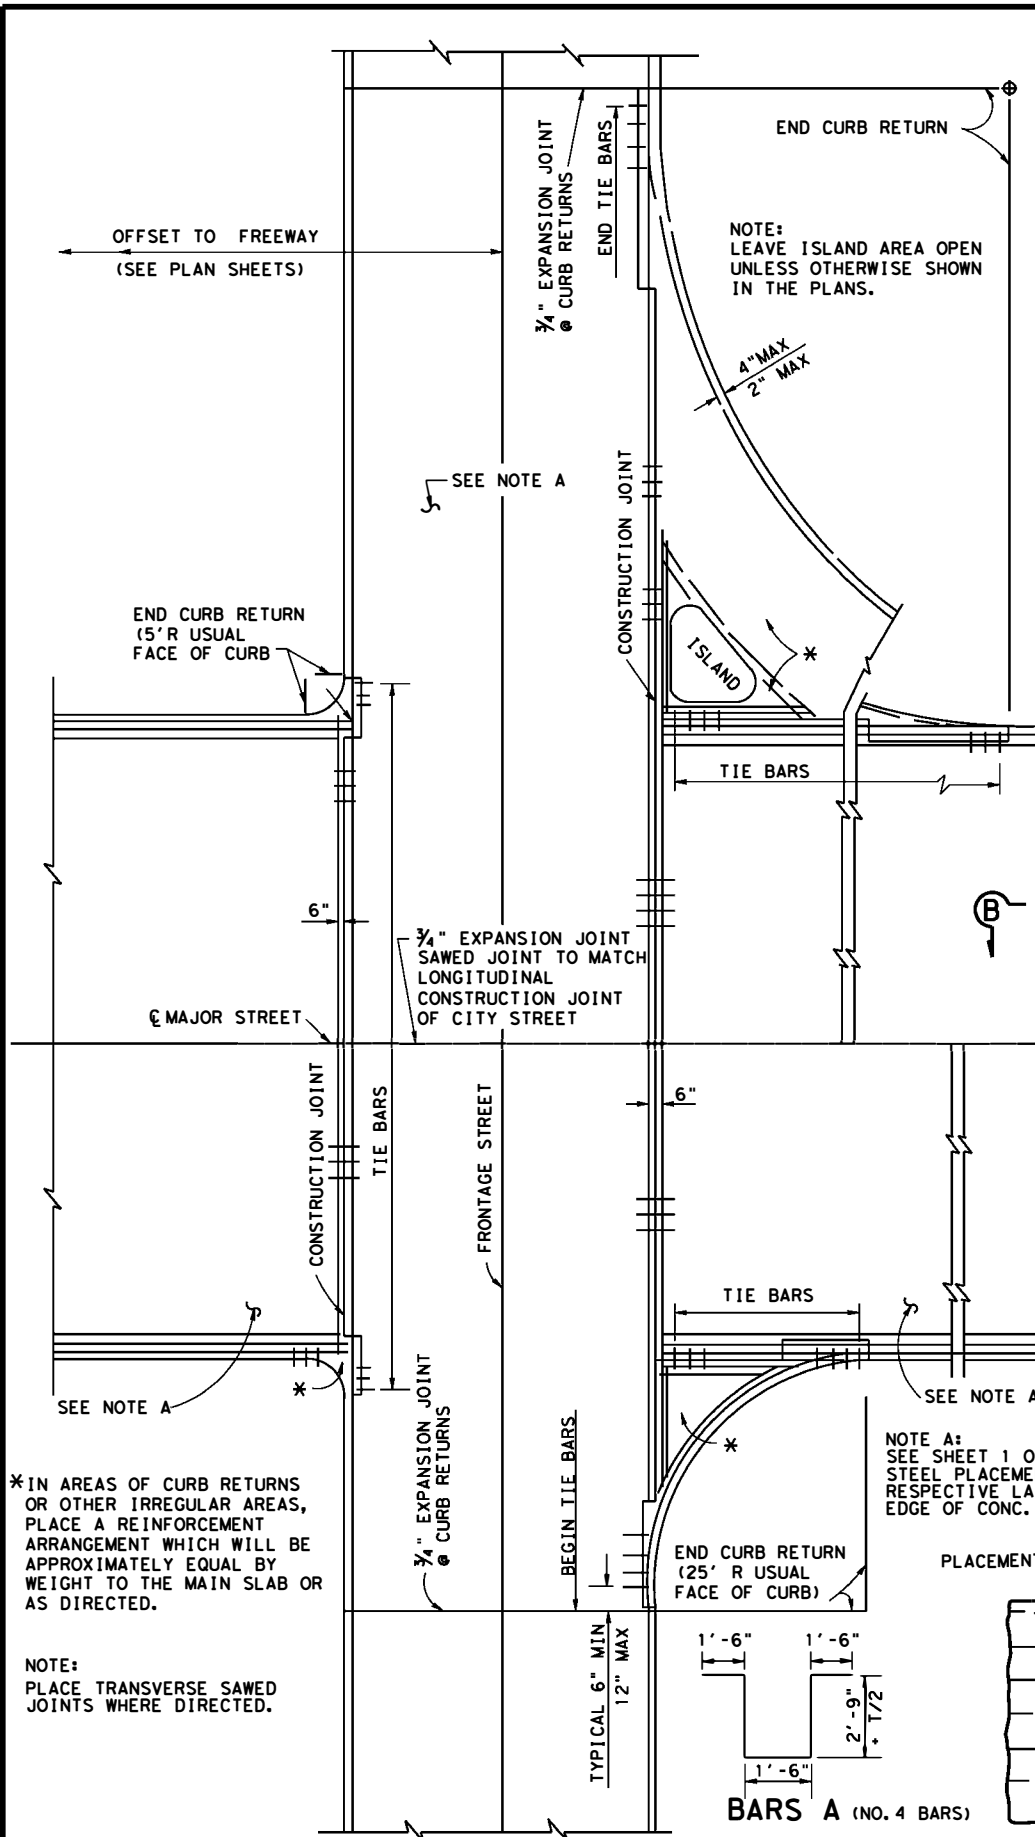 END CURB RETURN
3/4" EXPANSION JOINT
@ CURB RETURNS
END TIE BARS
OFFSET TO FREEWAY
(SEE PLAN SHEETS)
NOTE:
LEAVE ISLAND AREA OPEN
UNLESS OTHERWISE SHOWN
IN THE PLANS.
4"MAX
2" MAX
SEE NOTE A
CONSTRUCTION JOINT
END CURB RETURN
(5'R USUAL
FACE OF CURB
ISLAND
*
TIE BARS
6"
B
3/4" EXPANSION JOINT
SAWED JOINT TO MATCH
LONGITUDINAL
CONSTRUCTION JOINT
OF CITY STREET
℄ MAJOR STREET
CONSTRUCTION JOINT
TIE BARS
FRONTAGE STREET
6"
TIE BARS
SEE NOTE A
*
3/4" EXPANSION JOINT
@ CURB RETURNS
BEGIN TIE BARS
*
SEE NOTE A
NOTE A:
SEE SHEET 1 O
STEEL PLACEME
RESPECTIVE LA
EDGE OF CONC.
* IN AREAS OF CURB RETURNS
OR OTHER IRREGULAR AREAS,
PLACE A REINFORCEMENT
ARRANGEMENT WHICH WILL BE
APPROXIMATELY EQUAL BY
WEIGHT TO THE MAIN SLAB OR
AS DIRECTED.
END CURB RETURN
(25' R USUAL
FACE OF CURB)
PLACEMENT
NOTE:
PLACE TRANSVERSE SAWED
JOINTS WHERE DIRECTED.
TYPICAL 6" MIN
12" MAX
1'-6"
1'-6"
2'-9"
+ T/2
1'-6"
BARS A (NO. 4 BARS)